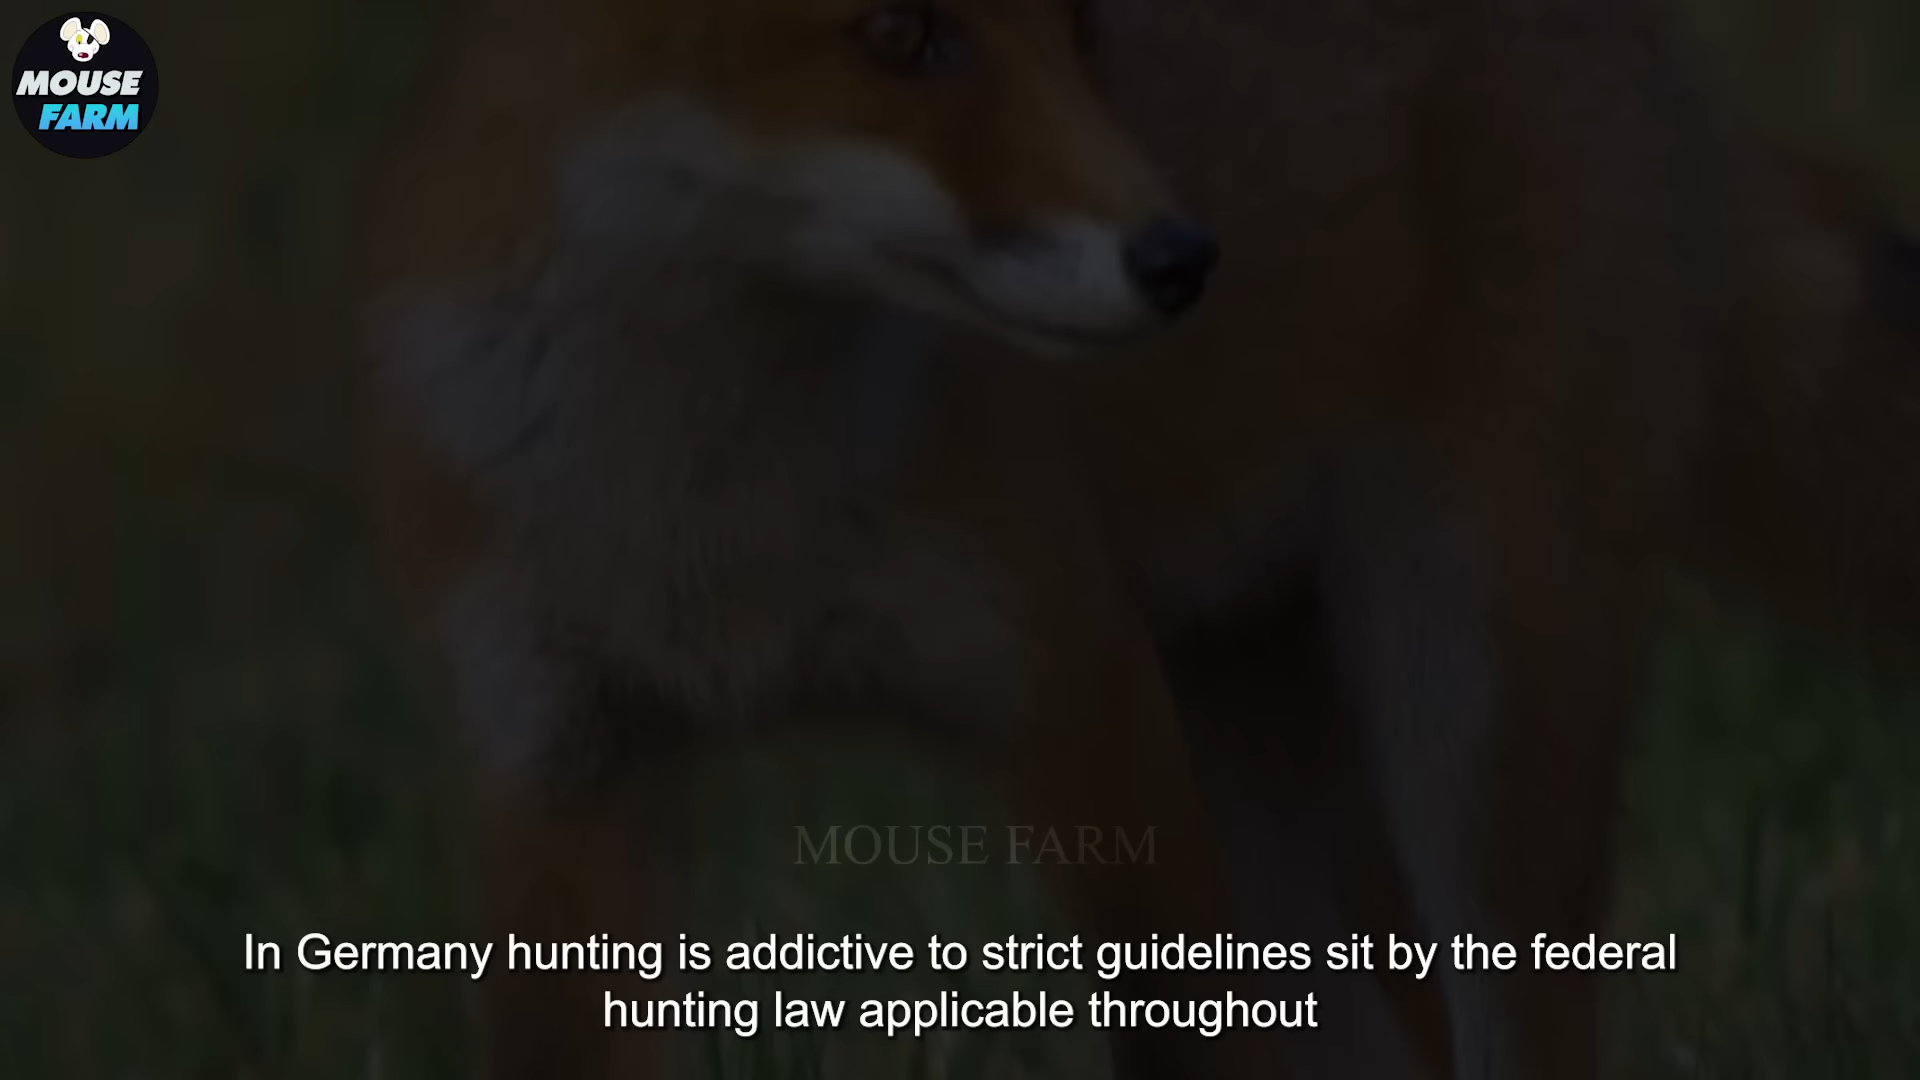 MOUSE
FARM
MOUSE FARM
In Germany hunting is addictive to strict guidelines sit by the federal
hunting law applicable throughout